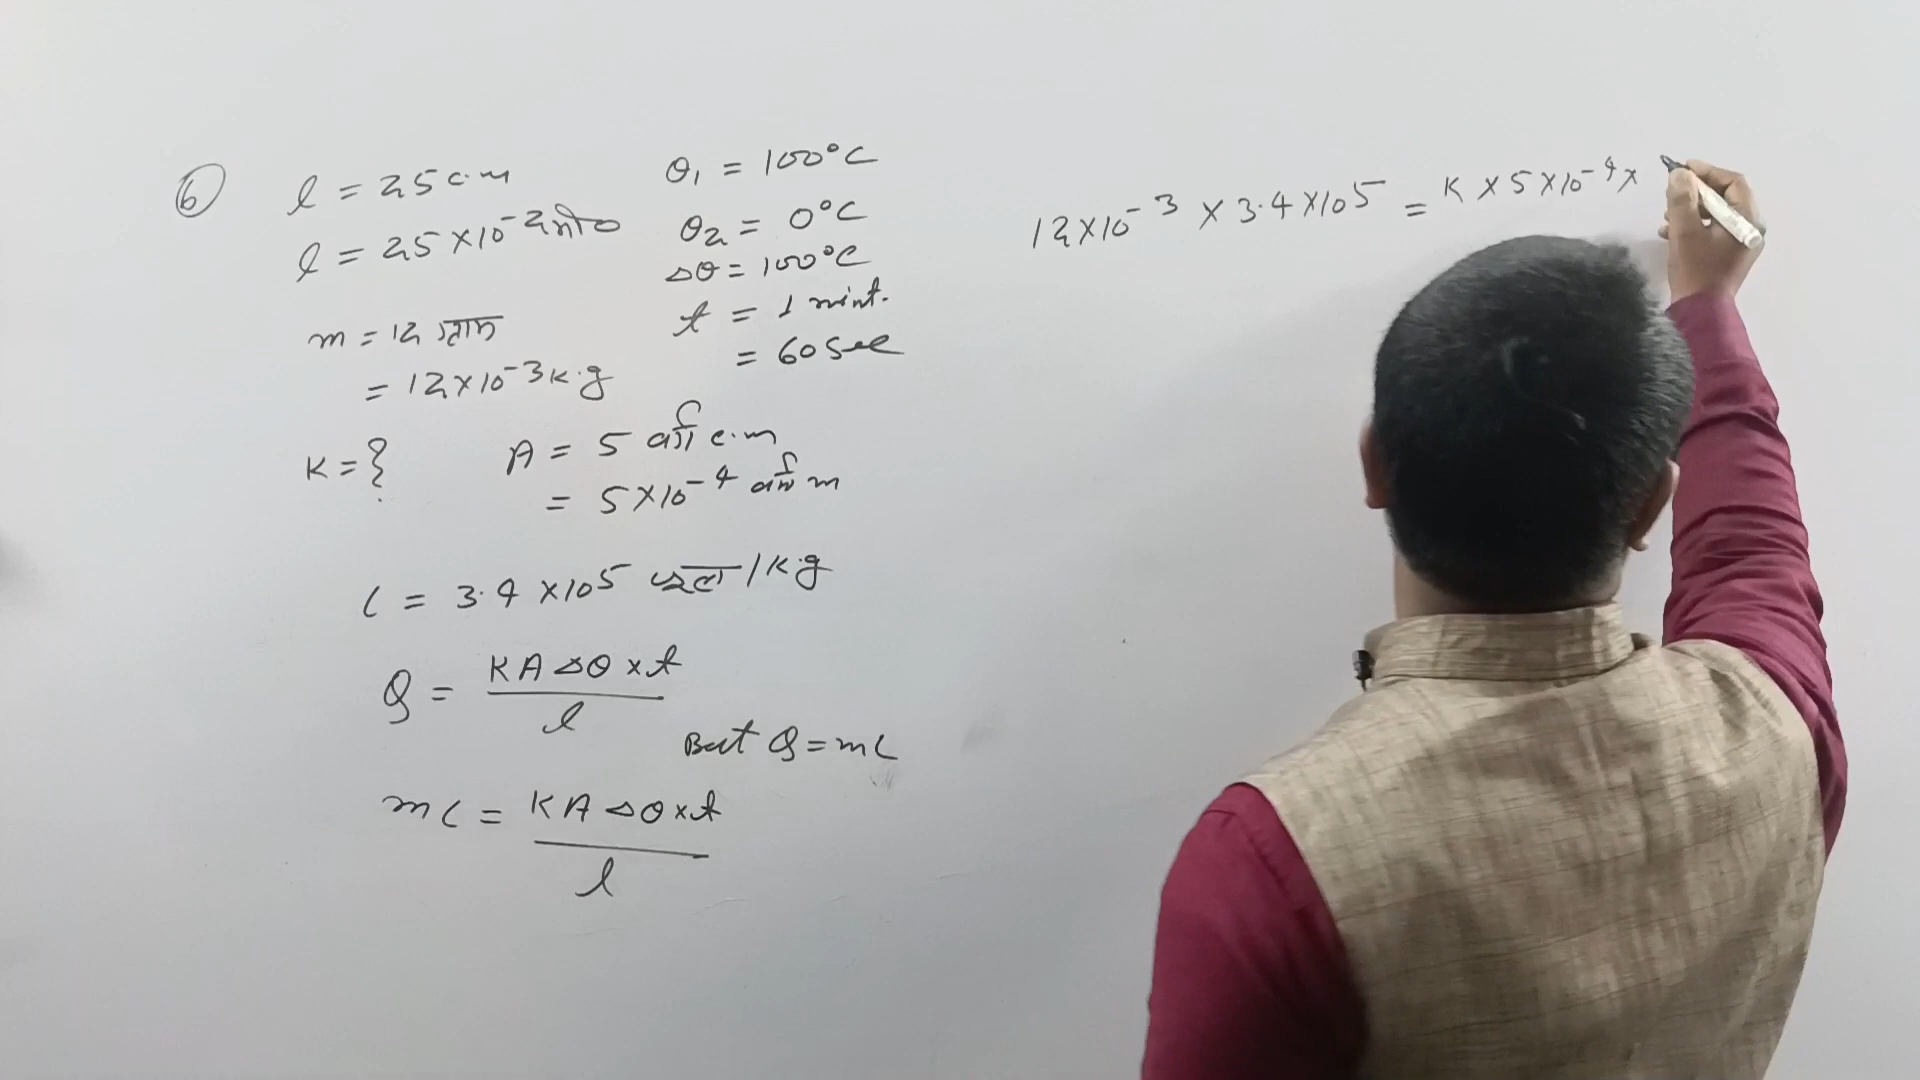 6
l = 25 c.m
l = 25 × 10⁻² मी०
m = 12 ग्राम
= 12 × 10⁻³ k.g
K = ?
θ₁ = 100°C
θ₂ = 0°C
Δθ = 100°C
t = 1 mint.
= 60 sec
A = 5 वर्ग c.m
= 5 × 10⁻⁴ वर्ग m
L = 3.4 × 10⁵ /k.g
Q = KAΔθ × t / l
But Q = mL
mL = KAΔθ × t / l
12 × 10⁻³ × 3.4 × 10⁵ = K × 5 × 10⁻⁴ ×